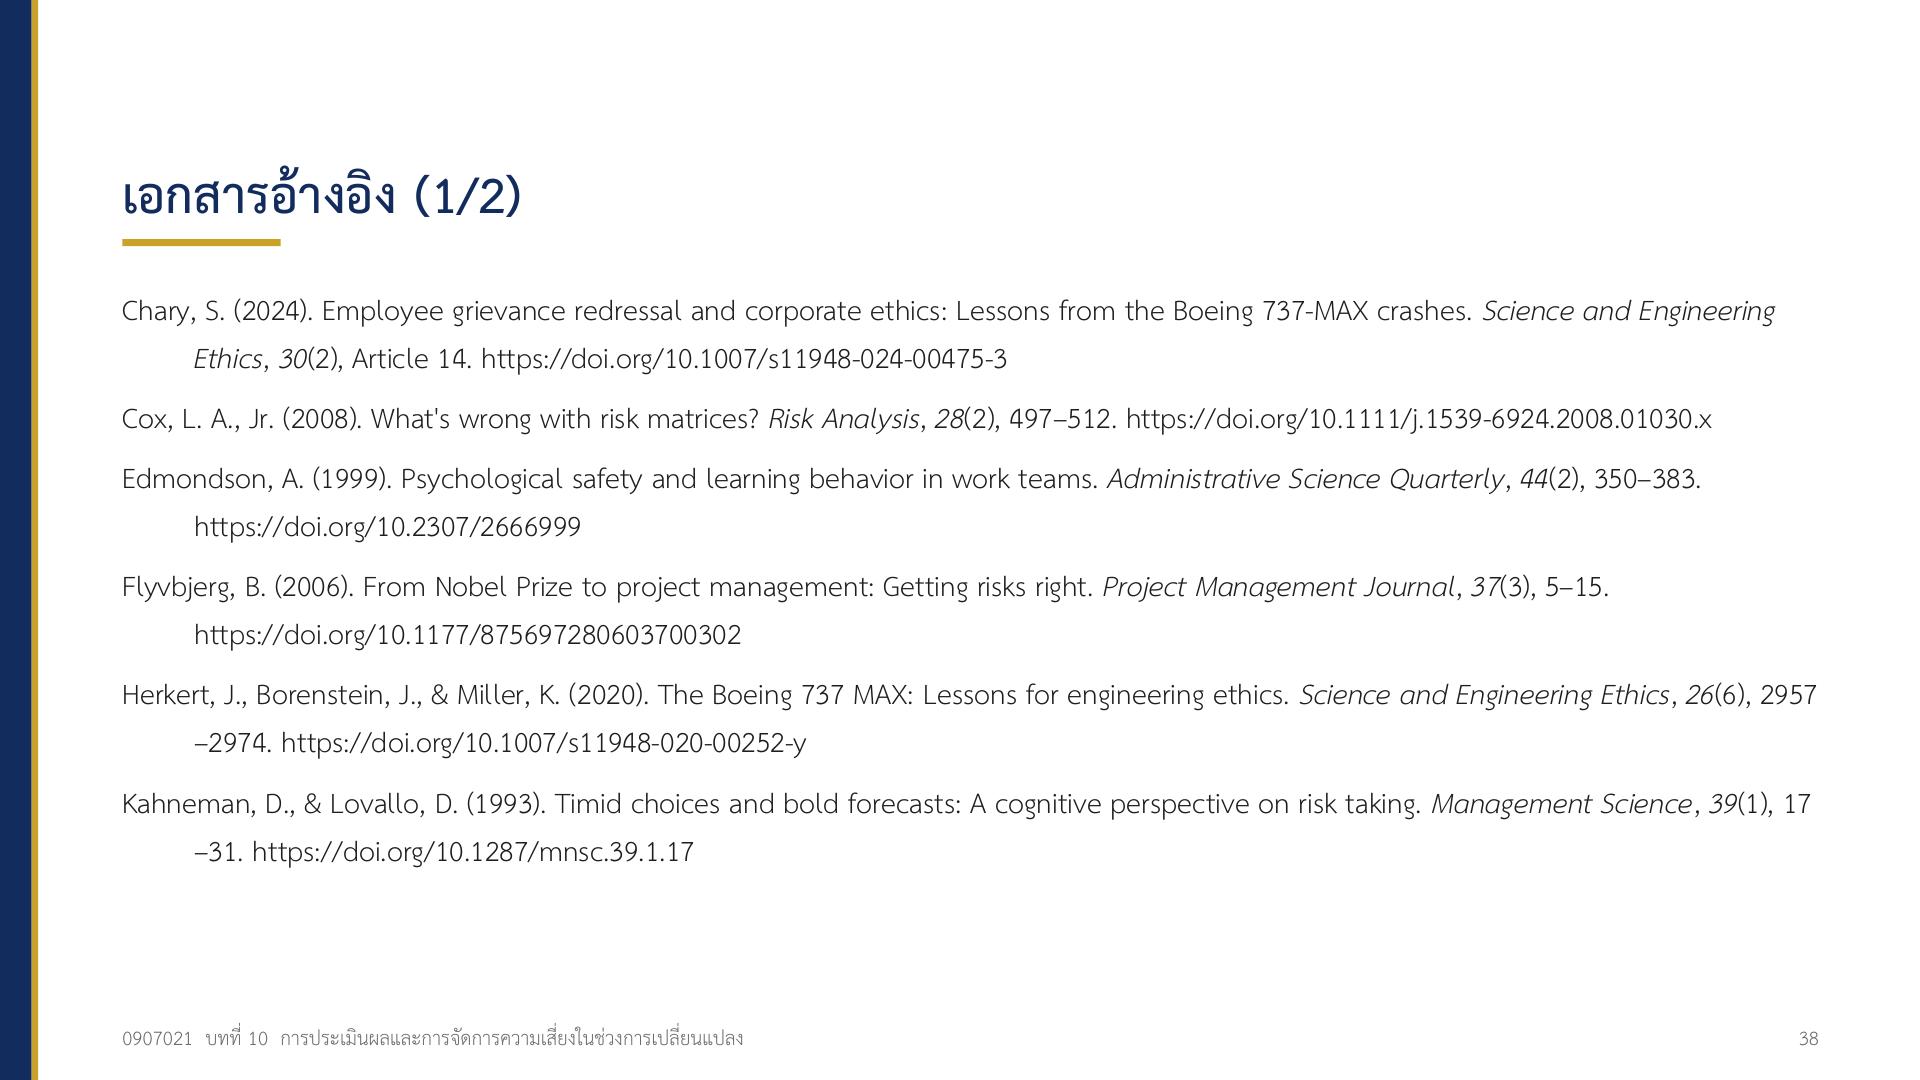 เอกสารอ้างอิง (1/2)
Chary, S. (2024). Employee grievance redressal and corporate ethics: Lessons from the Boeing 737-MAX crashes. Science and Engineering
Ethics, 30(2), Article 14. https://doi.org/10.1007/s11948-024-00475-3
Cox, L. A., Jr. (2008). What's wrong with risk matrices? Risk Analysis, 28(2), 497–512. https://doi.org/10.1111/j.1539-6924.2008.01030.x
Edmondson, A. (1999). Psychological safety and learning behavior in work teams. Administrative Science Quarterly, 44(2), 350–383.
https://doi.org/10.2307/2666999
Flyvbjerg, B. (2006). From Nobel Prize to project management: Getting risks right. Project Management Journal, 37(3), 5–15.
https://doi.org/10.1177/875697280603700302
Herkert, J., Borenstein, J., & Miller, K. (2020). The Boeing 737 MAX: Lessons for engineering ethics. Science and Engineering Ethics, 26(6), 2957
–2974. https://doi.org/10.1007/s11948-020-00252-y
Kahneman, D., & Lovallo, D. (1993). Timid choices and bold forecasts: A cognitive perspective on risk taking. Management Science, 39(1), 17
–31. https://doi.org/10.1287/mnsc.39.1.17
0907021 บทที่ 10 การประเมินผลและการจัดการความเสี่ยงในช่วงการเปลี่ยนแปลง 38